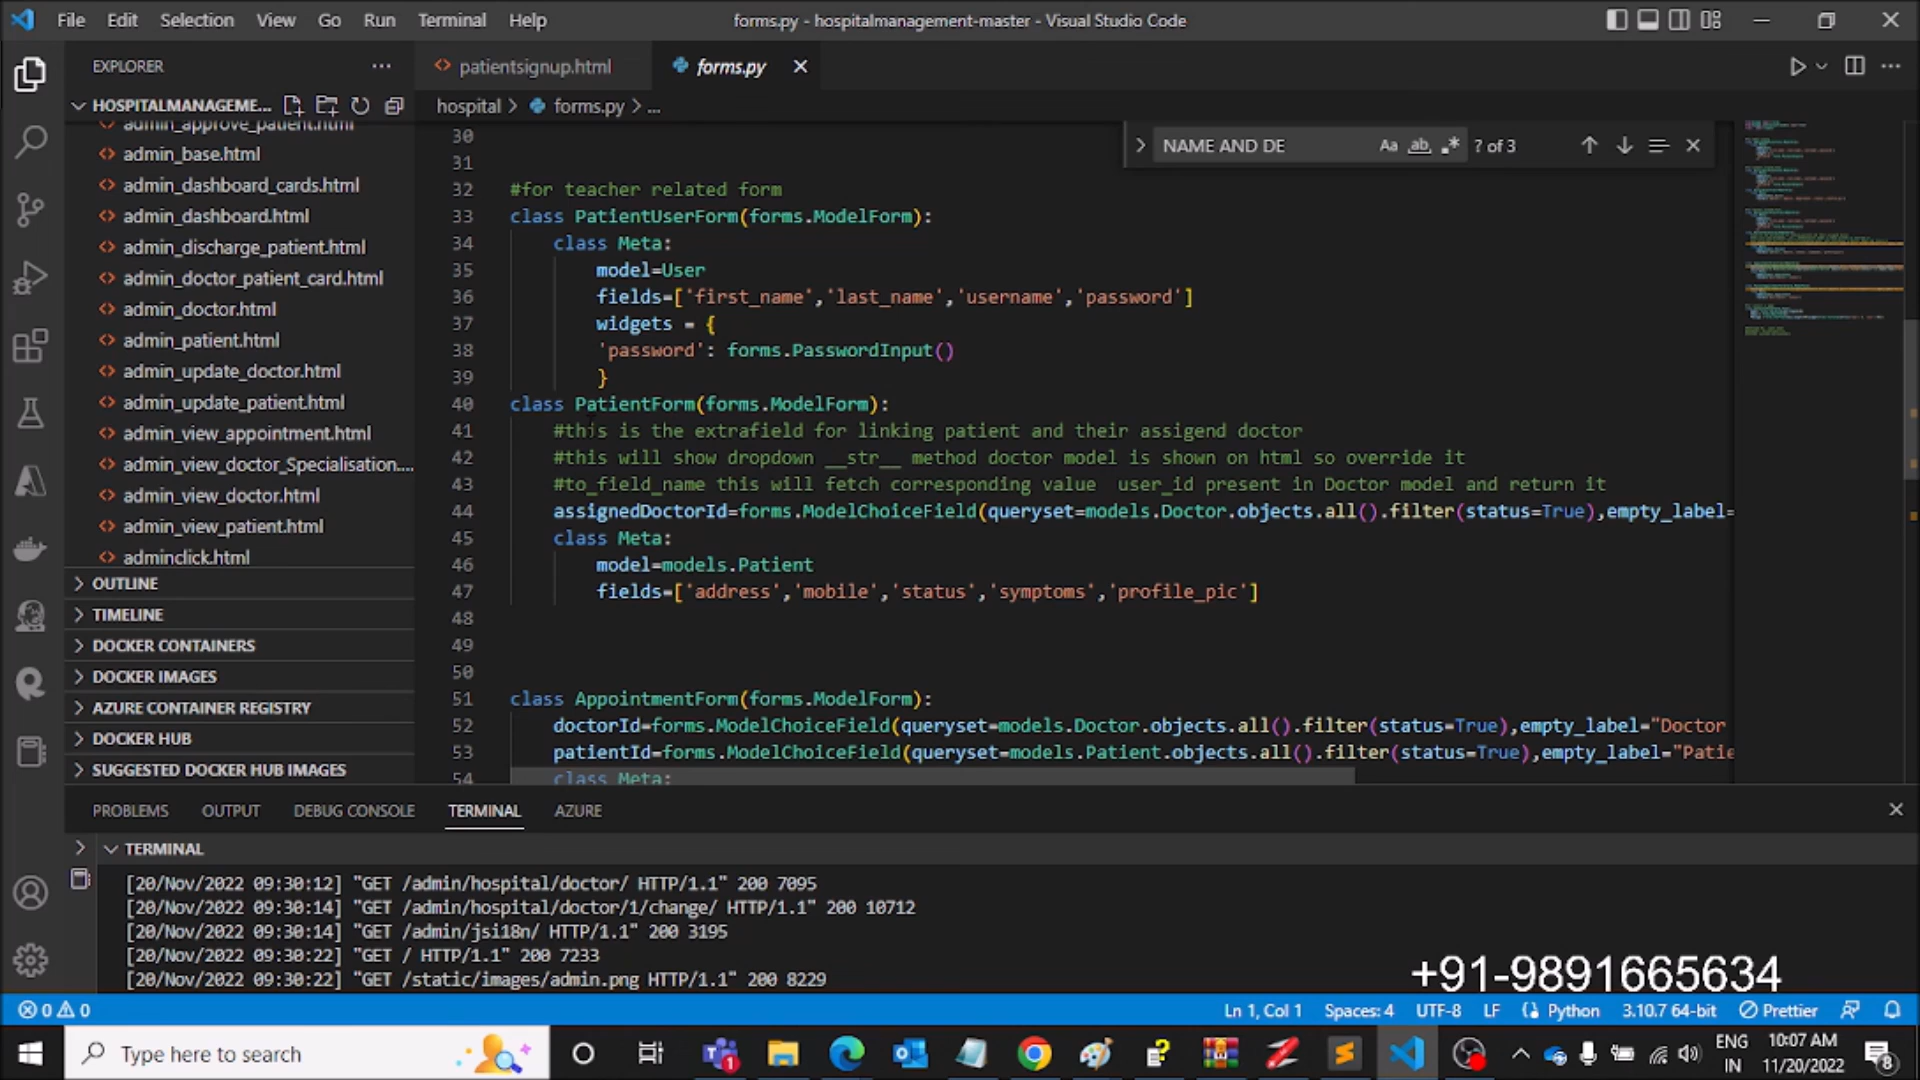 File Edit Selection View Go Run Terminal Help
forms.py - hospitalmanagement-master - Visual Studio Code
EXPLORER
patientsignup.html
forms.py
HOSPITALMANAGEME...
hospital > forms.py > ...
NAME AND DE
Aa ab .*
? of 3
admin_approve_patient.html
admin_base.html
admin_dashboard_cards.html
admin_dashboard.html
admin_discharge_patient.html
admin_doctor_patient_card.html
admin_doctor.html
admin_patient.html
admin_update_doctor.html
admin_update_patient.html
admin_view_appointment.html
admin_view_doctor_Specialisation....
admin_view_doctor.html
admin_view_patient.html
adminclick.html
OUTLINE
TIMELINE
DOCKER CONTAINERS
DOCKER IMAGES
AZURE CONTAINER REGISTRY
DOCKER HUB
SUGGESTED DOCKER HUB IMAGES
30
31
32 #for teacher related form
33 class PatientUserForm(forms.ModelForm):
34 class Meta:
35 model=User
36 fields=['first_name','last_name','username','password']
37 widgets = {
38 'password': forms.PasswordInput()
39 }
40 class PatientForm(forms.ModelForm):
41 #this is the extrafield for linking patient and their assigend doctor
42 #this will show dropdown __str__ method doctor model is shown on html so override it
43 #to_field_name this will fetch corresponding value  user_id present in Doctor model and return it
44 assignedDoctorId=forms.ModelChoiceField(queryset=models.Doctor.objects.all().filter(status=True),empty_label=
45 class Meta:
46 model=models.Patient
47 fields=['address','mobile','status','symptoms','profile_pic']
48
49
50
51 class AppointmentForm(forms.ModelForm):
52 doctorId=forms.ModelChoiceField(queryset=models.Doctor.objects.all().filter(status=True),empty_label="Doctor
53 patientId=forms.ModelChoiceField(queryset=models.Patient.objects.all().filter(status=True),empty_label="Patie
54 class Meta:
PROBLEMS OUTPUT DEBUG CONSOLE TERMINAL AZURE
TERMINAL
[20/Nov/2022 09:30:12] "GET /admin/hospital/doctor/ HTTP/1.1" 200 7095
[20/Nov/2022 09:30:14] "GET /admin/hospital/doctor/1/change/ HTTP/1.1" 200 10712
[20/Nov/2022 09:30:14] "GET /admin/jsi18n/ HTTP/1.1" 200 3195
[20/Nov/2022 09:30:22] "GET / HTTP/1.1" 200 7233
[20/Nov/2022 09:30:22] "GET /static/images/admin.png HTTP/1.1" 200 8229
+91-9891665634
0 0
Ln 1, Col 1 Spaces: 4 UTF-8 LF Python 3.10.7 64-bit Prettier
Type here to search
1
ENG
IN
10:07 AM
11/20/2022
8